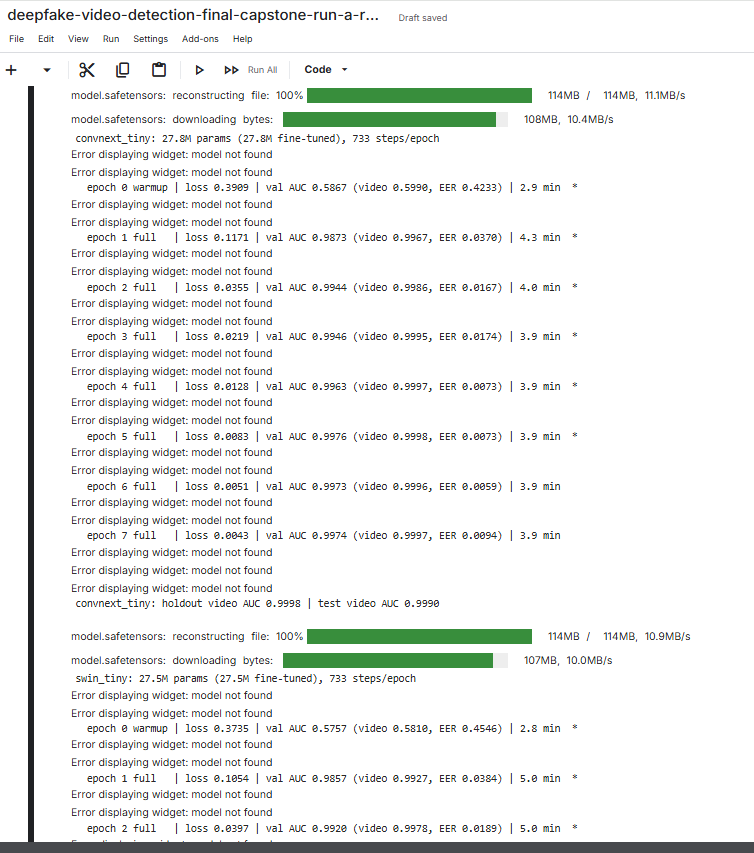 deepfake-video-detection-final-capstone-run-a-r... Draft saved
File Edit View Run Settings Add-ons Help
Run All Code
model.safetensors: reconstructing file: 100% 114MB / 114MB, 11.1MB/s
model.safetensors: downloading bytes: 108MB, 10.4MB/s
convnext_tiny: 27.8M params (27.8M fine-tuned), 733 steps/epoch
Error displaying widget: model not found
Error displaying widget: model not found
epoch 0 warmup | loss 0.3909 | val AUC 0.5867 (video 0.5990, EER 0.4233) | 2.9 min *
Error displaying widget: model not found
Error displaying widget: model not found
epoch 1 full | loss 0.1171 | val AUC 0.9873 (video 0.9967, EER 0.0370) | 4.3 min *
Error displaying widget: model not found
Error displaying widget: model not found
epoch 2 full | loss 0.0355 | val AUC 0.9944 (video 0.9986, EER 0.0167) | 4.0 min *
Error displaying widget: model not found
Error displaying widget: model not found
epoch 3 full | loss 0.0219 | val AUC 0.9946 (video 0.9995, EER 0.0174) | 3.9 min *
Error displaying widget: model not found
Error displaying widget: model not found
epoch 4 full | loss 0.0128 | val AUC 0.9963 (video 0.9997, EER 0.0073) | 3.9 min *
Error displaying widget: model not found
Error displaying widget: model not found
epoch 5 full | loss 0.0083 | val AUC 0.9976 (video 0.9998, EER 0.0073) | 3.9 min *
Error displaying widget: model not found
Error displaying widget: model not found
epoch 6 full | loss 0.0051 | val AUC 0.9973 (video 0.9996, EER 0.0059) | 3.9 min
Error displaying widget: model not found
Error displaying widget: model not found
epoch 7 full | loss 0.0043 | val AUC 0.9974 (video 0.9997, EER 0.0094) | 3.9 min
Error displaying widget: model not found
Error displaying widget: model not found
Error displaying widget: model not found
convnext_tiny: holdout video AUC 0.9998 | test video AUC 0.9990
model.safetensors: reconstructing file: 100% 114MB / 114MB, 10.9MB/s
model.safetensors: downloading bytes: 107MB, 10.0MB/s
swin_tiny: 27.5M params (27.5M fine-tuned), 733 steps/epoch
Error displaying widget: model not found
Error displaying widget: model not found
epoch 0 warmup | loss 0.3735 | val AUC 0.5757 (video 0.5810, EER 0.4546) | 2.8 min *
Error displaying widget: model not found
Error displaying widget: model not found
epoch 1 full | loss 0.1054 | val AUC 0.9857 (video 0.9927, EER 0.0384) | 5.0 min *
Error displaying widget: model not found
Error displaying widget: model not found
epoch 2 full | loss 0.0397 | val AUC 0.9920 (video 0.9978, EER 0.0189) | 5.0 min *